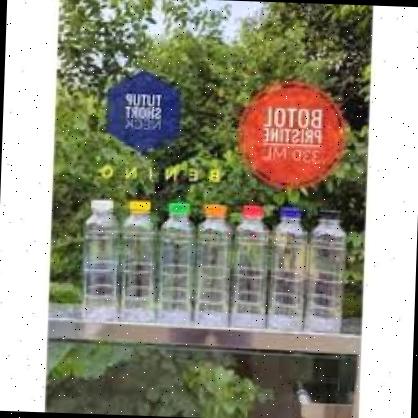 TUTUP
SHORT
NECK
BOTOL
PRISTINE
330 ML
BENING